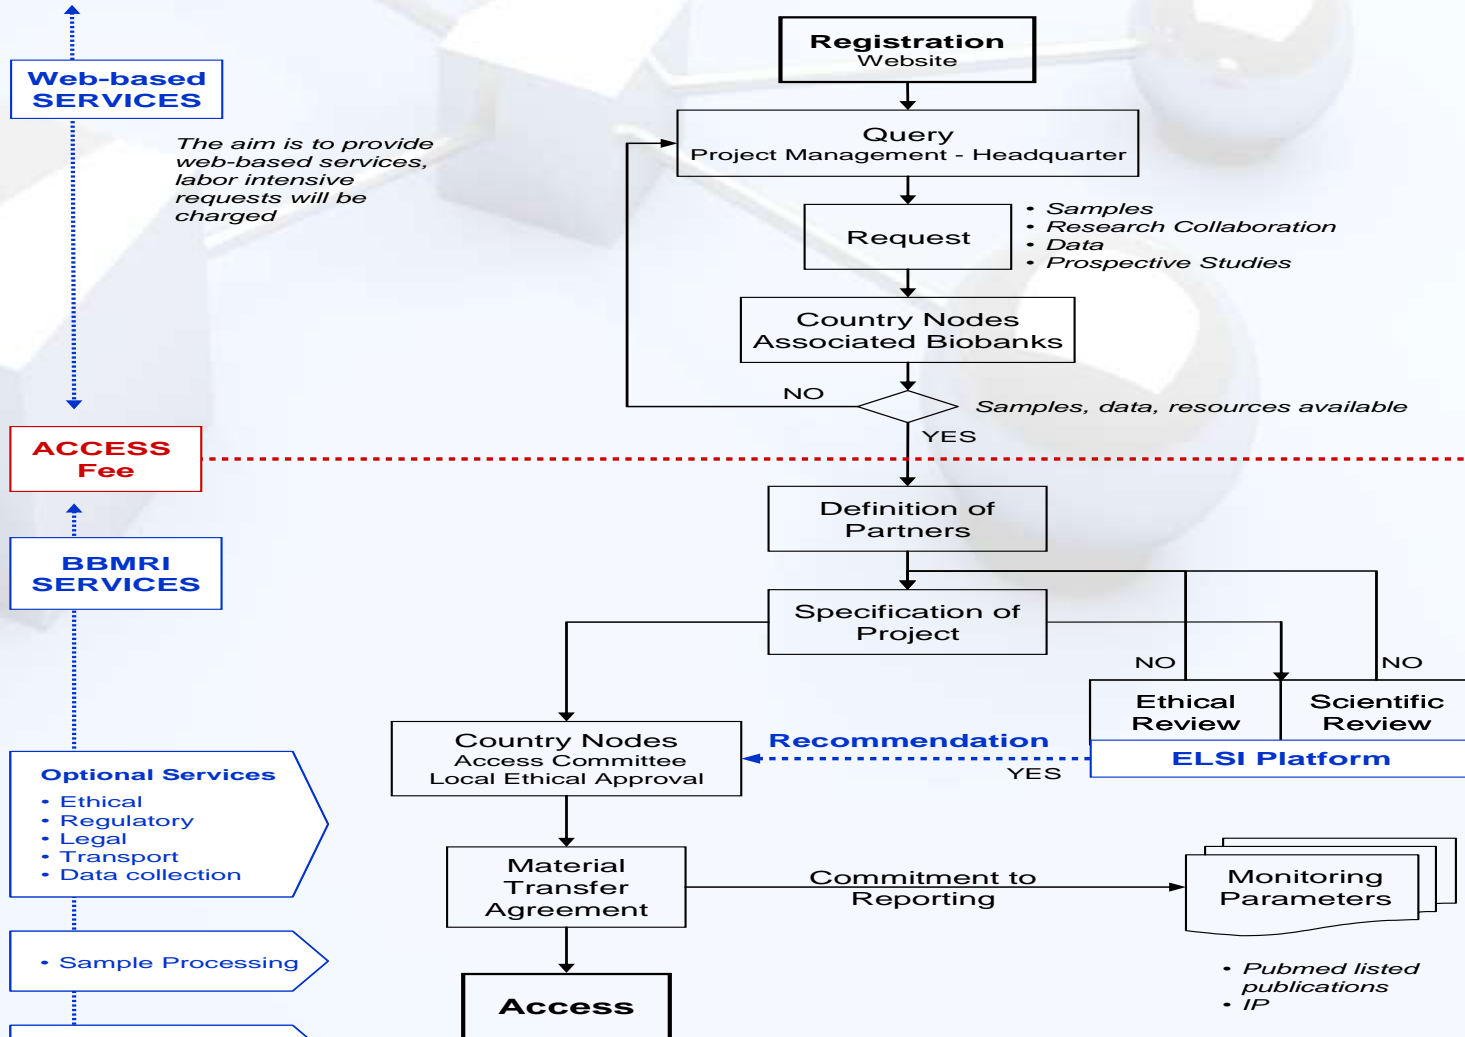 Registration
Website
Web-based
SERVICES
The aim is to provide
web-based services,
labor intensive
requests will be
charged
Query
Project Management - Headquarter
Request
• Samples
• Research Collaboration
• Data
• Prospective Studies
Country Nodes
Associated Biobanks
NO
Samples, data, resources available
YES
ACCESS
Fee
Definition of
Partners
BBMRI
SERVICES
Specification of
Project
NO
NO
Ethical
Review
Scientific
Review
ELSI Platform
Recommendation
YES
Country Nodes
Access Committee
Local Ethical Approval
Optional Services
• Ethical
• Regulatory
• Legal
• Transport
• Data collection
Material
Transfer
Agreement
Commitment to
Reporting
Monitoring
Parameters
• Sample Processing
• Pubmed listed
publications
• IP
Access